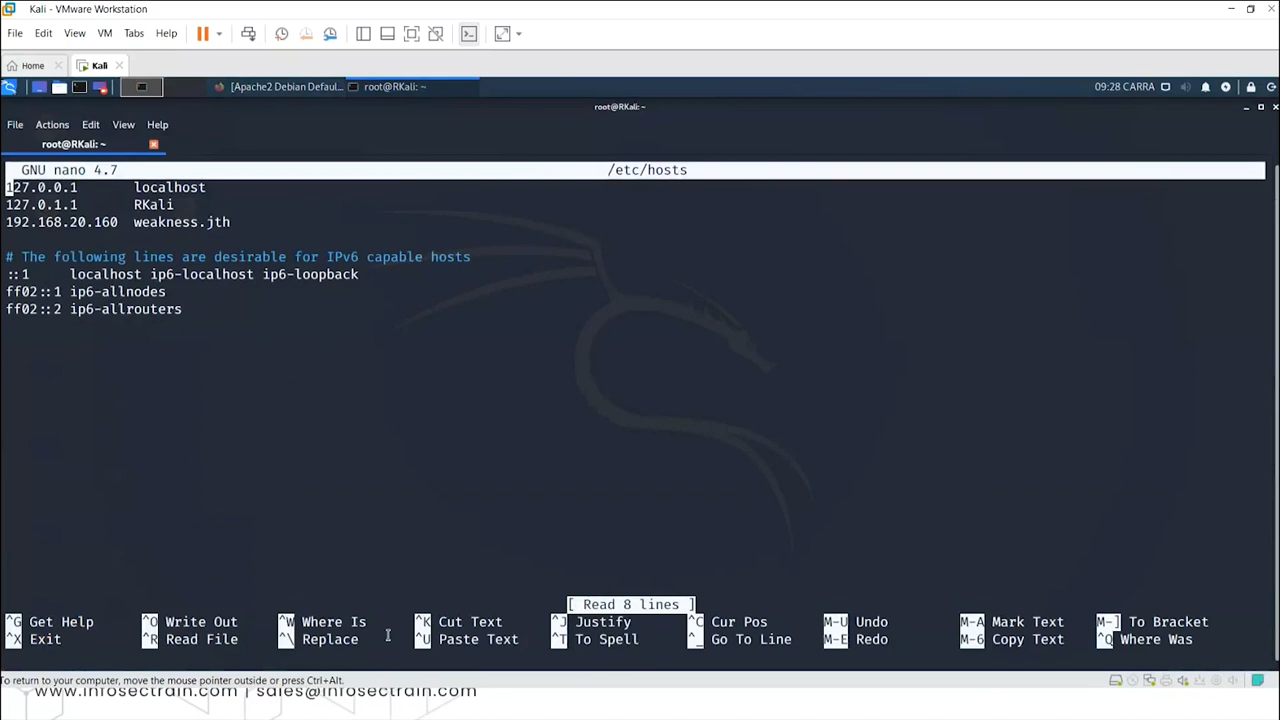 Kali - VMware Workstation
File Edit View VM Tabs Help
Home Kali
[Apache2 Debian Defaul... root@RKali: ~ 09:28 CARRA
root@RKali: ~
File Actions Edit View Help
root@RKali: ~
GNU nano 4.7 /etc/hosts
127.0.0.1 localhost
127.0.1.1 RKali
192.168.20.160 weakness.jth
# The following lines are desirable for IPv6 capable hosts
::1 localhost ip6-localhost ip6-loopback
ff02::1 ip6-allnodes
ff02::2 ip6-allrouters
[ Read 8 lines ]
^G Get Help ^O Write Out ^W Where Is ^K Cut Text ^J Justify ^C Cur Pos M-U Undo M-A Mark Text M-] To Bracket
^X Exit ^R Read File ^\ Replace ^U Paste Text ^T To Spell ^_ Go To Line M-E Redo M-6 Copy Text ^Q Where Was
To return to your computer, move the mouse pointer outside or press Ctrl+Alt.
www.infosectrain.com | sales@infosectrain.com